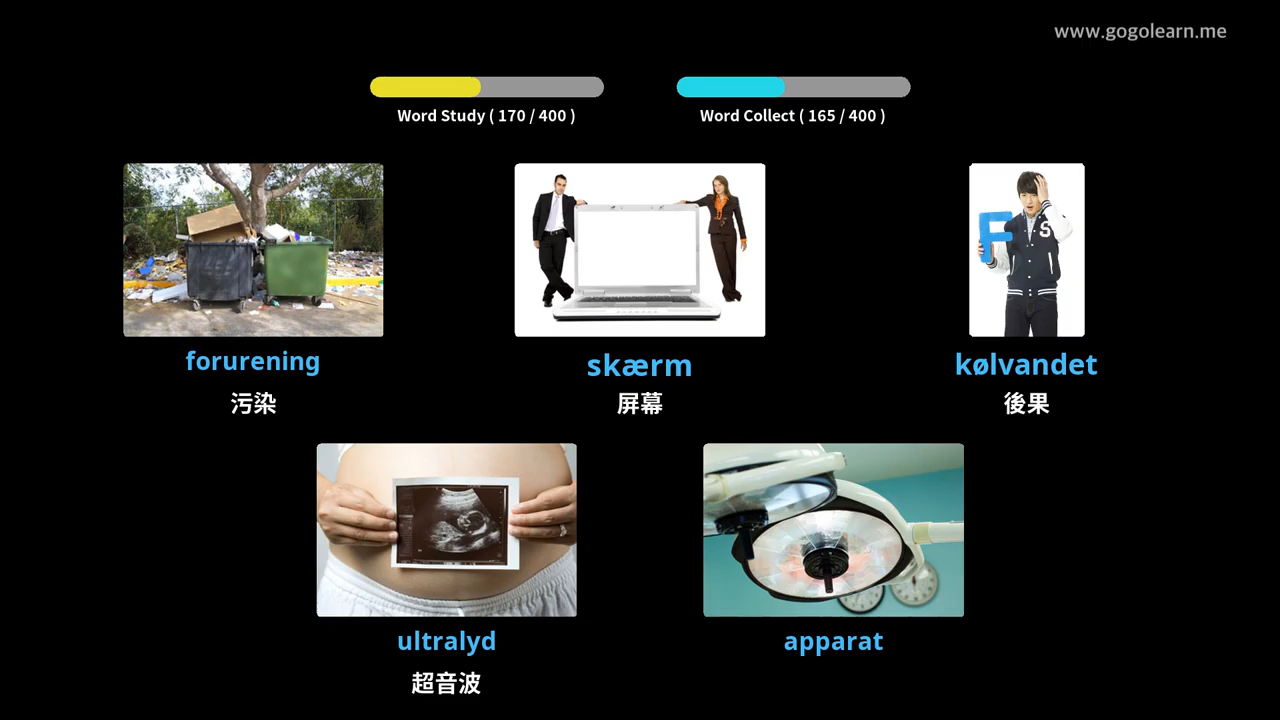 www.gogolearn.me
Word Study ( 170 / 400 )
Word Collect ( 165 / 400 )
F
S
forurening
skærm
kølvandet
污染
屏幕
後果
ultralyd
apparat
超音波